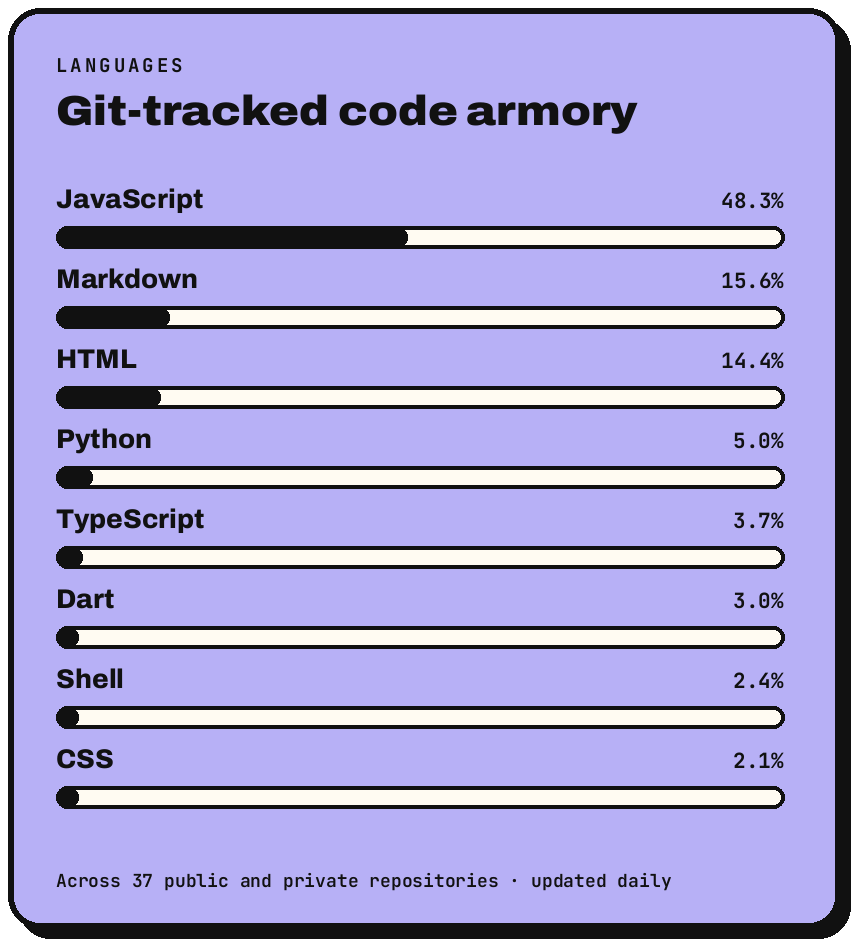 LANGUAGES
Git-tracked code armory
JavaScript 48.3%
Markdown 15.6%
HTML 14.4%
Python 5.0%
TypeScript 3.7%
Dart 3.0%
Shell 2.4%
CSS 2.1%
Across 37 public and private repositories · updated daily